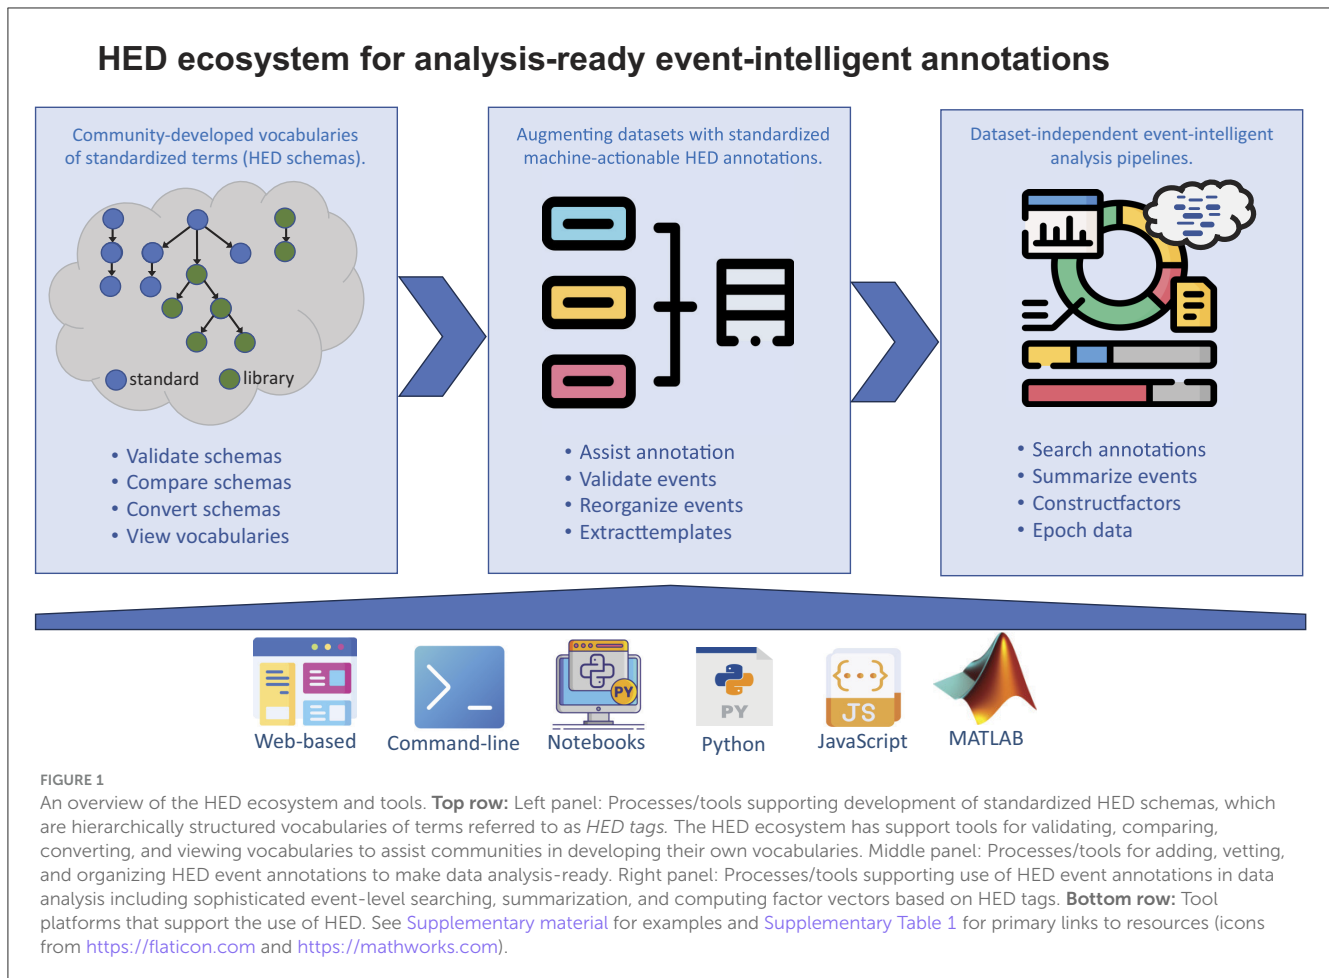 HED ecosystem for analysis-ready event-intelligent annotations
Community-developed vocabularies
of standardized terms (HED schemas).
standard
library
• Validate schemas
• Compare schemas
• Convert schemas
• View vocabularies
Augmenting datasets with standardized
machine-actionable HED annotations.
• Assist annotation
• Validate events
• Reorganize events
• Extracttemplates
Dataset-independent event-intelligent
analysis pipelines.
• Search annotations
• Summarize events
• Constructfactors
• Epoch data
PY
PY
{···}
JS
Web-based
Command-line
Notebooks
Python
JavaScript
MATLAB
FIGURE 1
An overview of the HED ecosystem and tools. Top row: Left panel: Processes/tools supporting development of standardized HED schemas, which
are hierarchically structured vocabularies of terms referred to as HED tags. The HED ecosystem has support tools for validating, comparing,
converting, and viewing vocabularies to assist communities in developing their own vocabularies. Middle panel: Processes/tools for adding, vetting,
and organizing HED event annotations to make data analysis-ready. Right panel: Processes/tools supporting use of HED event annotations in data
analysis including sophisticated event-level searching, summarization, and computing factor vectors based on HED tags. Bottom row: Tool
platforms that support the use of HED. See Supplementary material for examples and Supplementary Table 1 for primary links to resources (icons
from https://flaticon.com and https://mathworks.com).